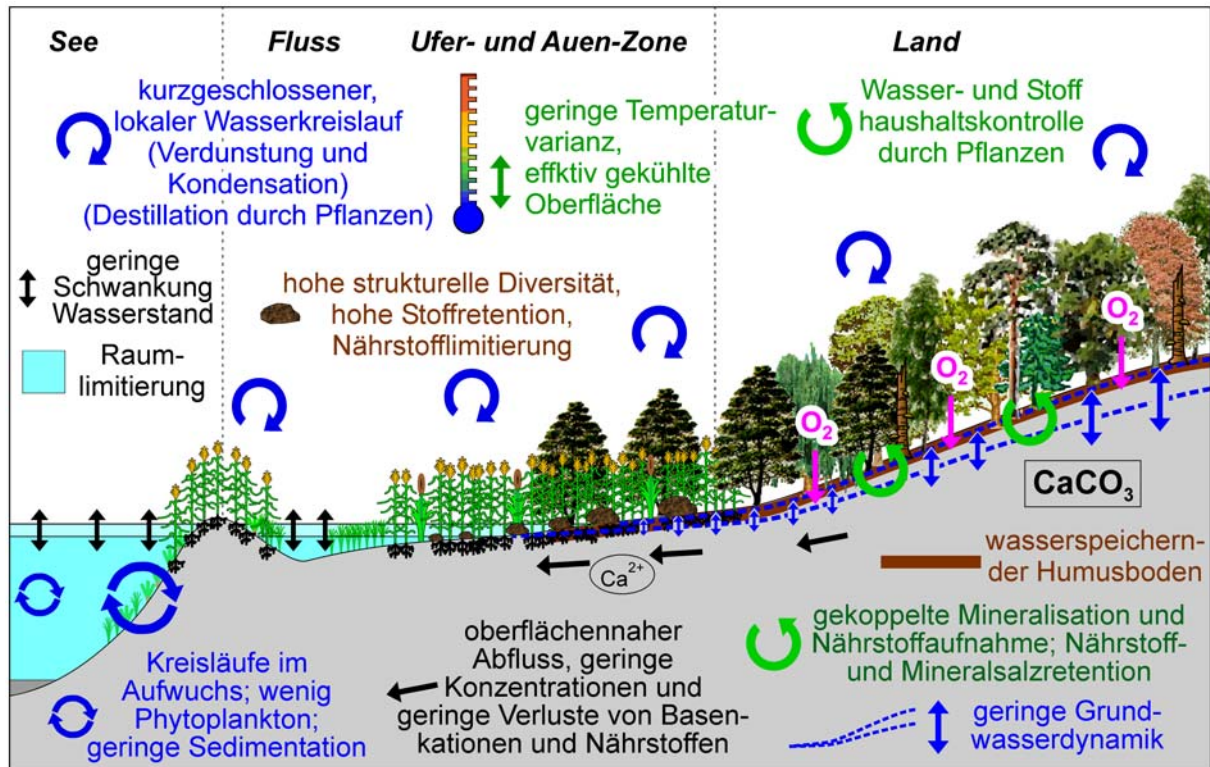 See
Fluss
Ufer- und Auen-Zone
Land
kurzgeschlossener,
lokaler Wasserkreislauf
(Verdunstung und
Kondensation)
(Destillation durch Pflanzen)
geringe Temperatur-
varianz,
effktiv gekühlte
Oberfläche
Wasser- und Stoff
haushaltskontrolle
durch Pflanzen
geringe
Schwankung
Wasserstand
Raum-
limitierung
hohe strukturelle Diversität,
hohe Stoffretention,
Nährstofflimitierung
O₂
O₂
O₂
CaCO₃
Ca²⁺
wasserspeichern-
der Humusboden
gekoppelte Mineralisation und
Nährstoffaufnahme; Nährstoff-
und Mineralsalzretention
geringe Grund-
wasserdynamik
oberflächennaher
Abfluss, geringe
Konzentrationen und
geringe Verluste von Basen-
kationen und Nährstoffen
Kreisläufe im
Aufwuchs; wenig
Phytoplankton;
geringe Sedimentation